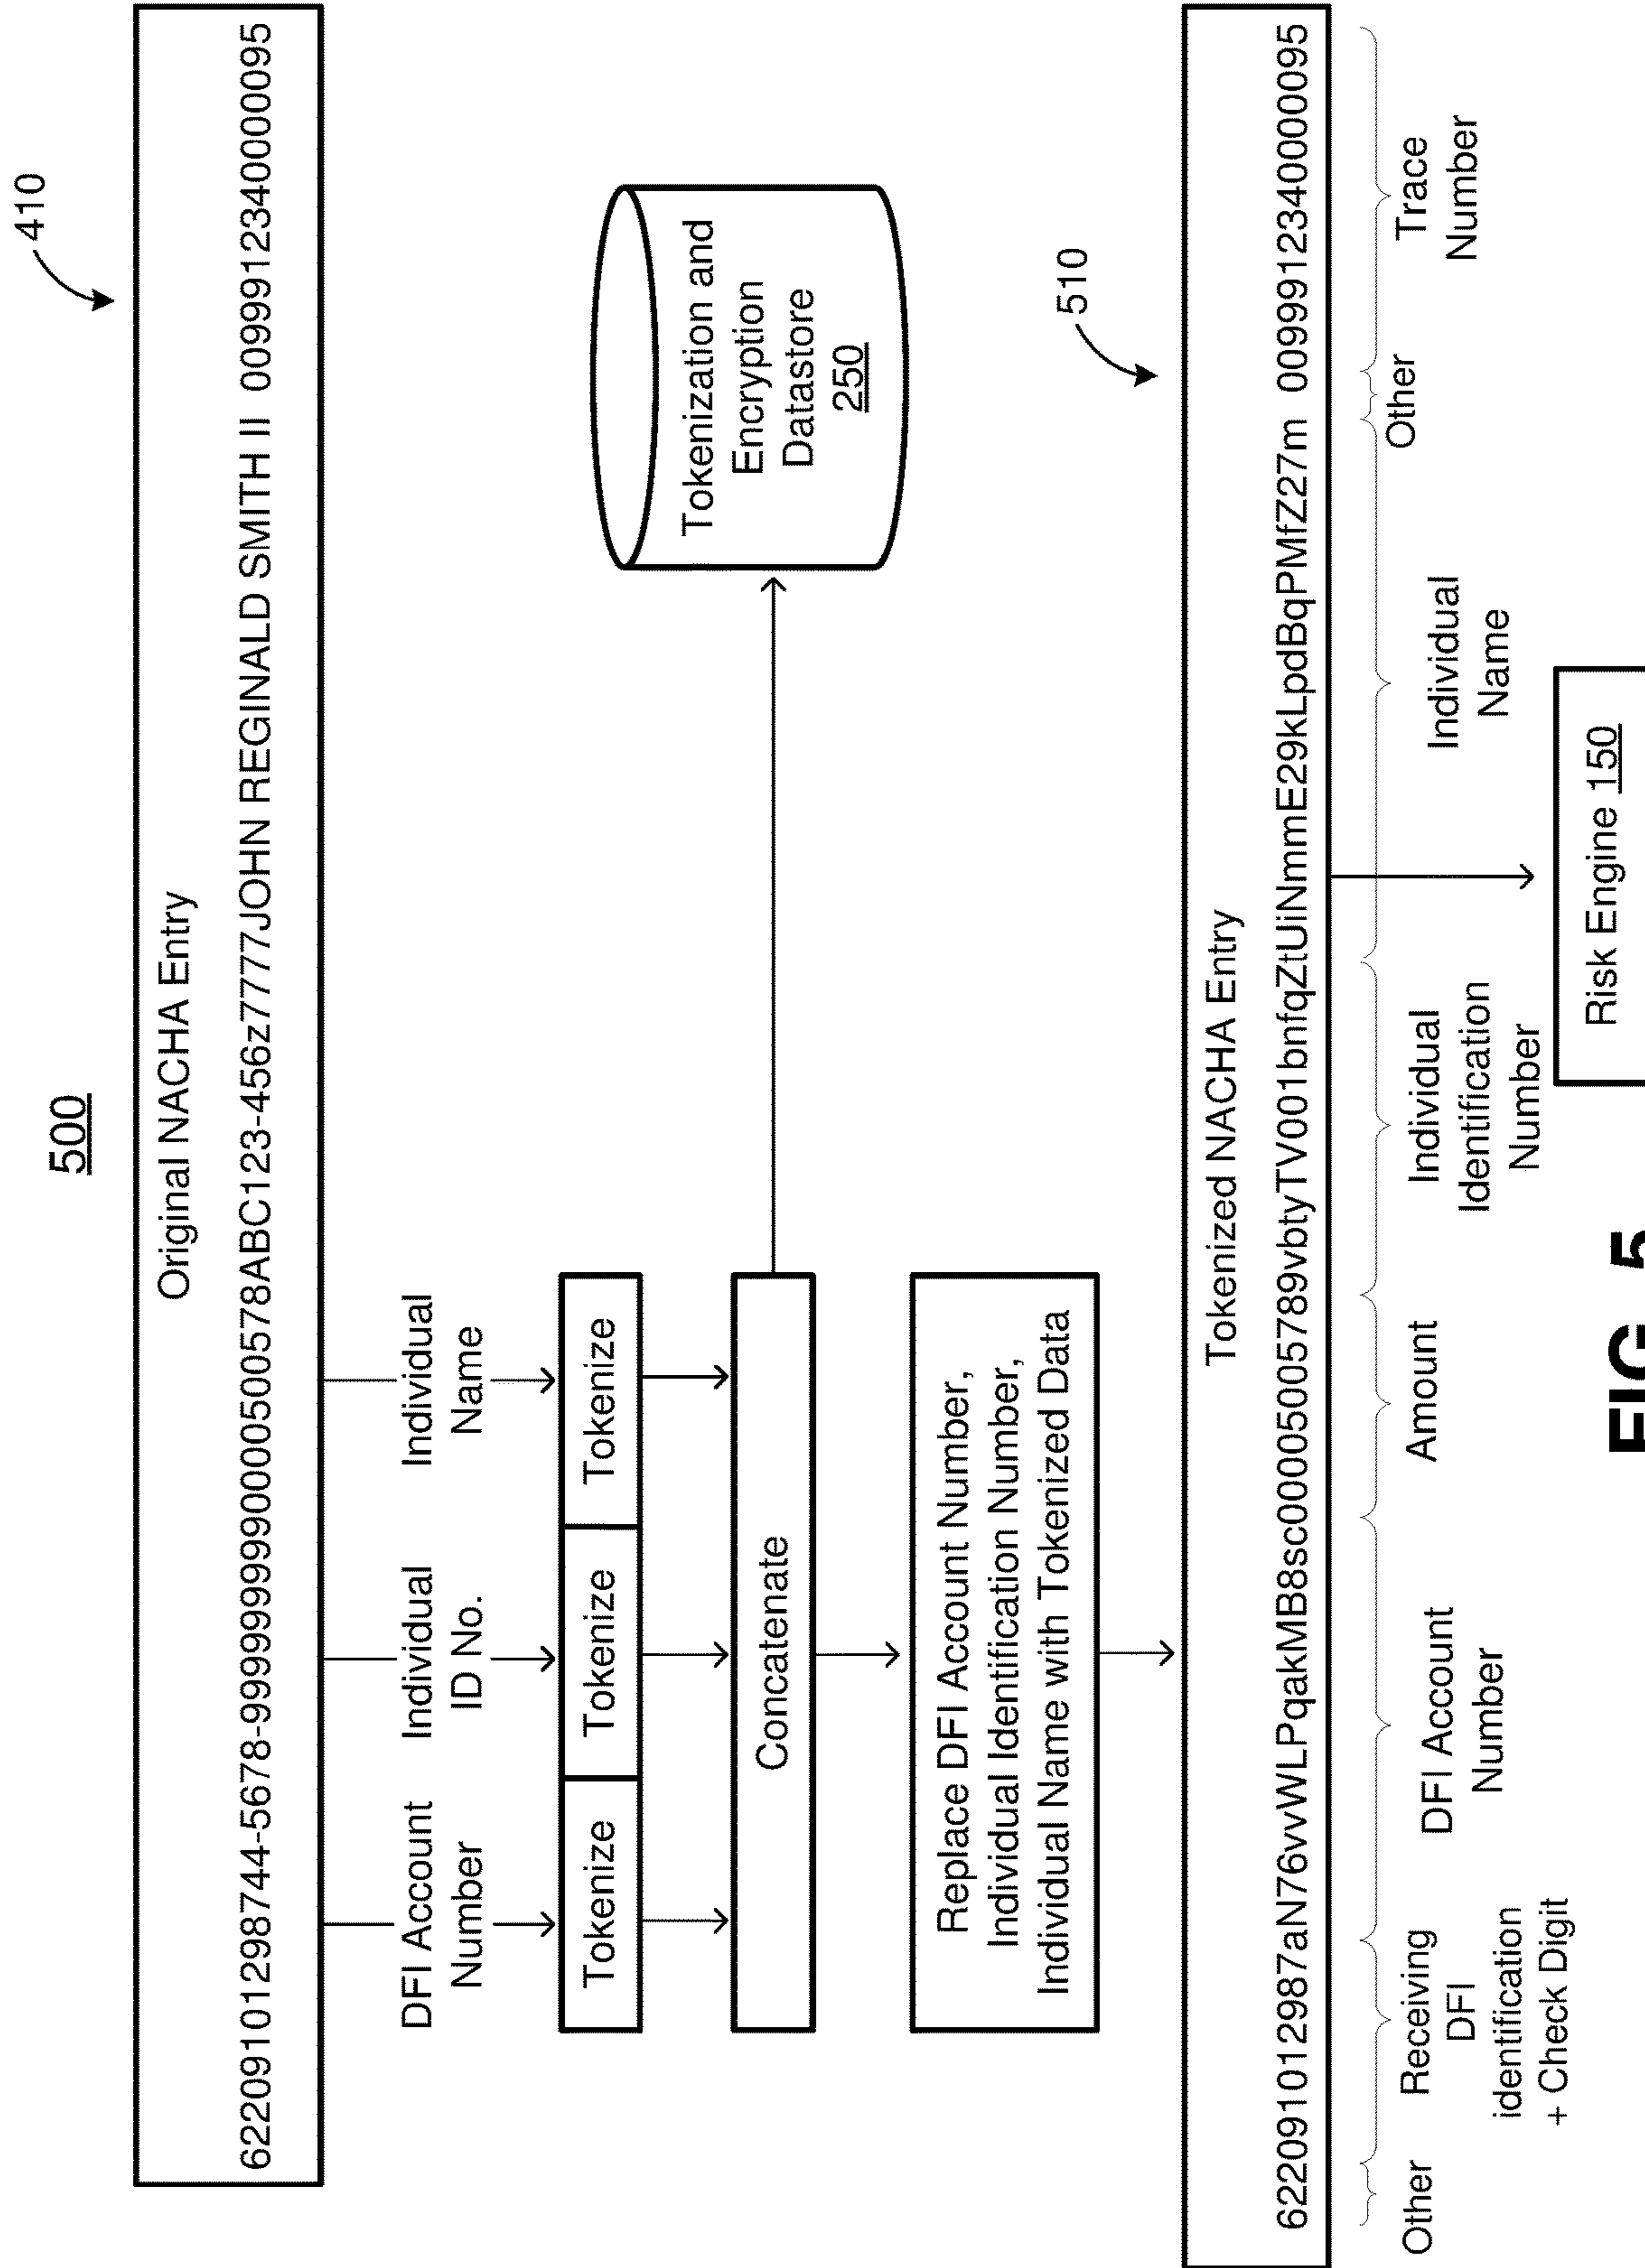 500
410
Original NACHA Entry
62209101298744-5678-9999999990000500578ABC123-456z7777JOHN REGINALD SMITH II  0099912340000095
DFI Account
Number
Individual
ID No.
Individual
Name
Tokenize
Tokenize
Tokenize
Concatenate
Tokenization and
Encryption
Datastore
250
Replace DFI Account Number,
Individual Identification Number,
Individual Name with Tokenized Data
510
Tokenized NACHA Entry
622091012987aN76vvWLPqakMB8sc00005005789vbtyTV001bnfqZtUiNmmE29kLpdBqPMfZ27m  0099912340000095
Other
Receiving
DFI
identification
+ Check Digit
DFI Account
Number
Amount
Individual
Identification
Number
Individual
Name
Other
Trace
Number
Risk Engine 150
FIG. 5